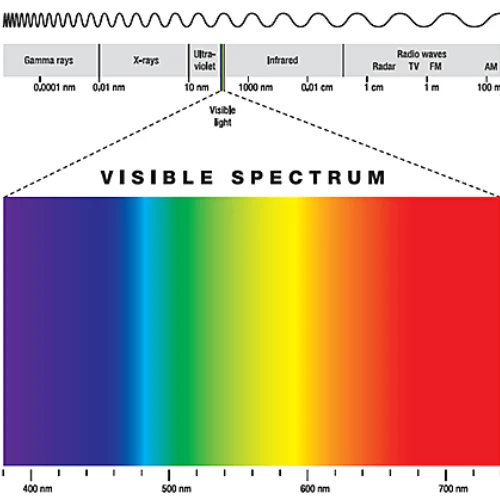 Gamma rays X-rays Ultra-violet Infrared Radio waves
Radar TV FM AM
0.0001 nm 0.01 nm 10 nm 1000 nm 0.01 cm 1 cm 1 m 100 m
Visible
light
VISIBLE SPECTRUM
400 nm 500 nm 600 nm 700 nm